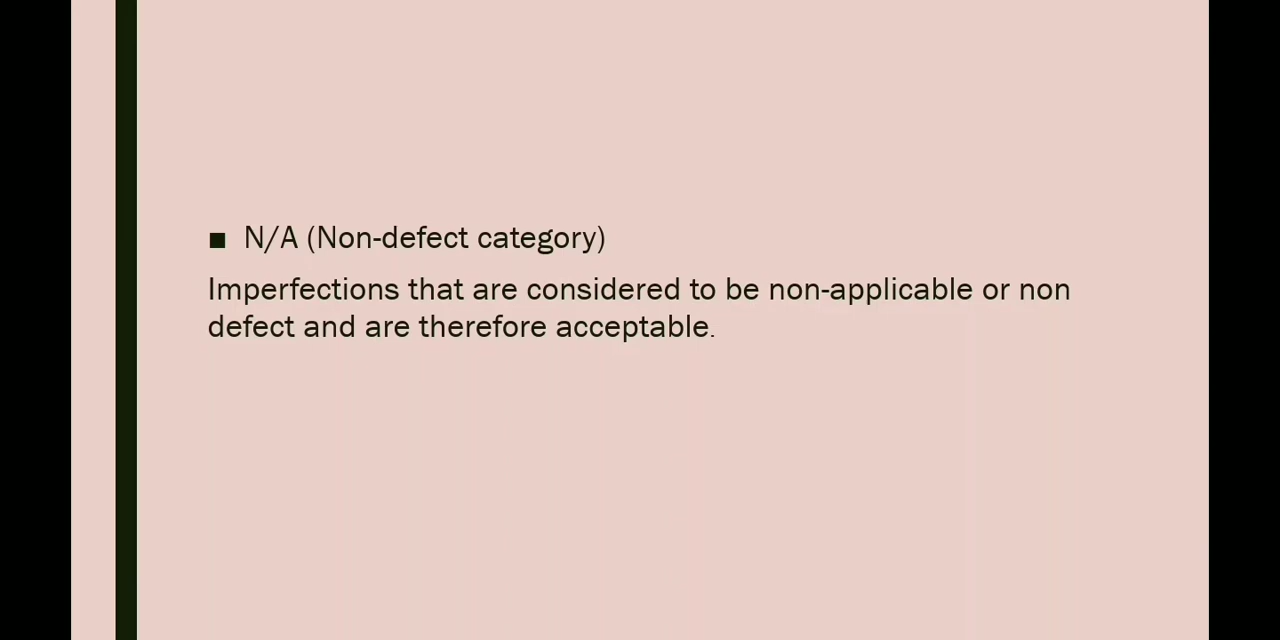 ■ N/A (Non-defect category)
Imperfections that are considered to be non-applicable or non
defect and are therefore acceptable.